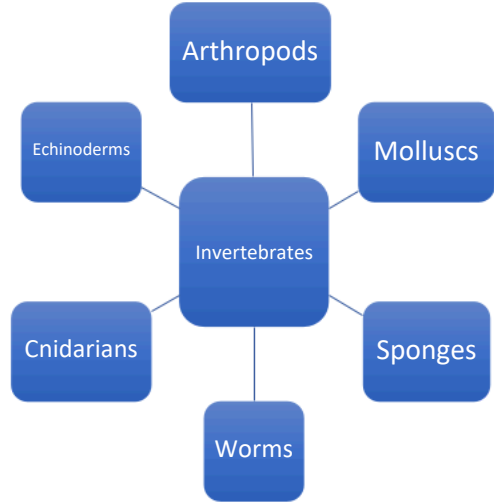 Arthropods
Echinoderms
Molluscs
Invertebrates
Cnidarians
Sponges
Worms